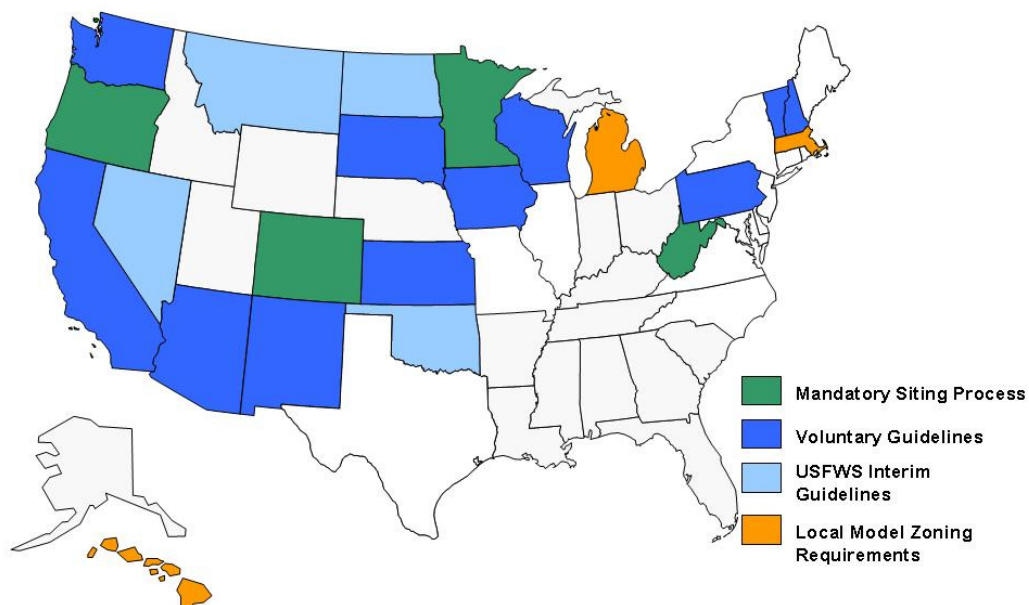 Mandatory Siting Process
Voluntary Guidelines
USFWS Interim
Guidelines
Local Model Zoning
Requirements